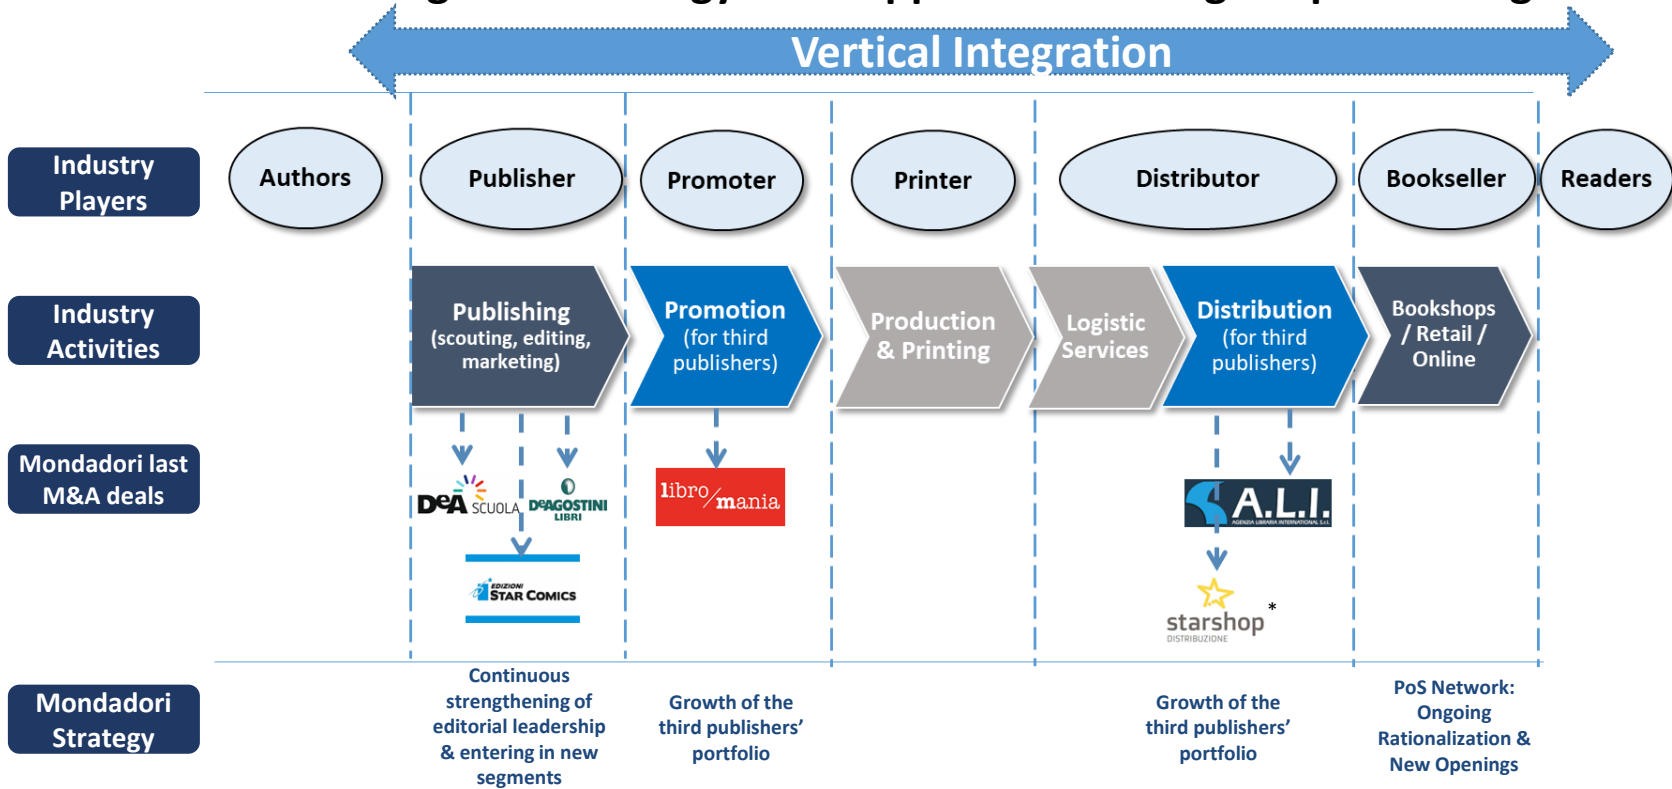 Vertical Integration
Industry
Players
Authors
Publisher
Promoter
Printer
Distributor
Bookseller
Readers
Industry
Activities
Publishing
(scouting, editing,
marketing)
Promotion
(for third
publishers)
Production
& Printing
Logistic
Services
Distribution
(for third
publishers)
Bookshops
/ Retail /
Online
Mondadori last
M&A deals
DeA SCUOLA
DeAGOSTINI
LIBRI
libro/mania
A.L.I.
AGENZIA LIBRARIA INTERNATIONAL S.r.l.
EDIZIONI
STAR COMICS
starshop *
DISTRIBUZIONE
Mondadori
Strategy
Continuous
strengthening of
editorial leadership
& entering in new
segments
Growth of the
third publishers’
portfolio
Growth of the
third publishers’
portfolio
PoS Network:
Ongoing
Rationalization &
New Openings